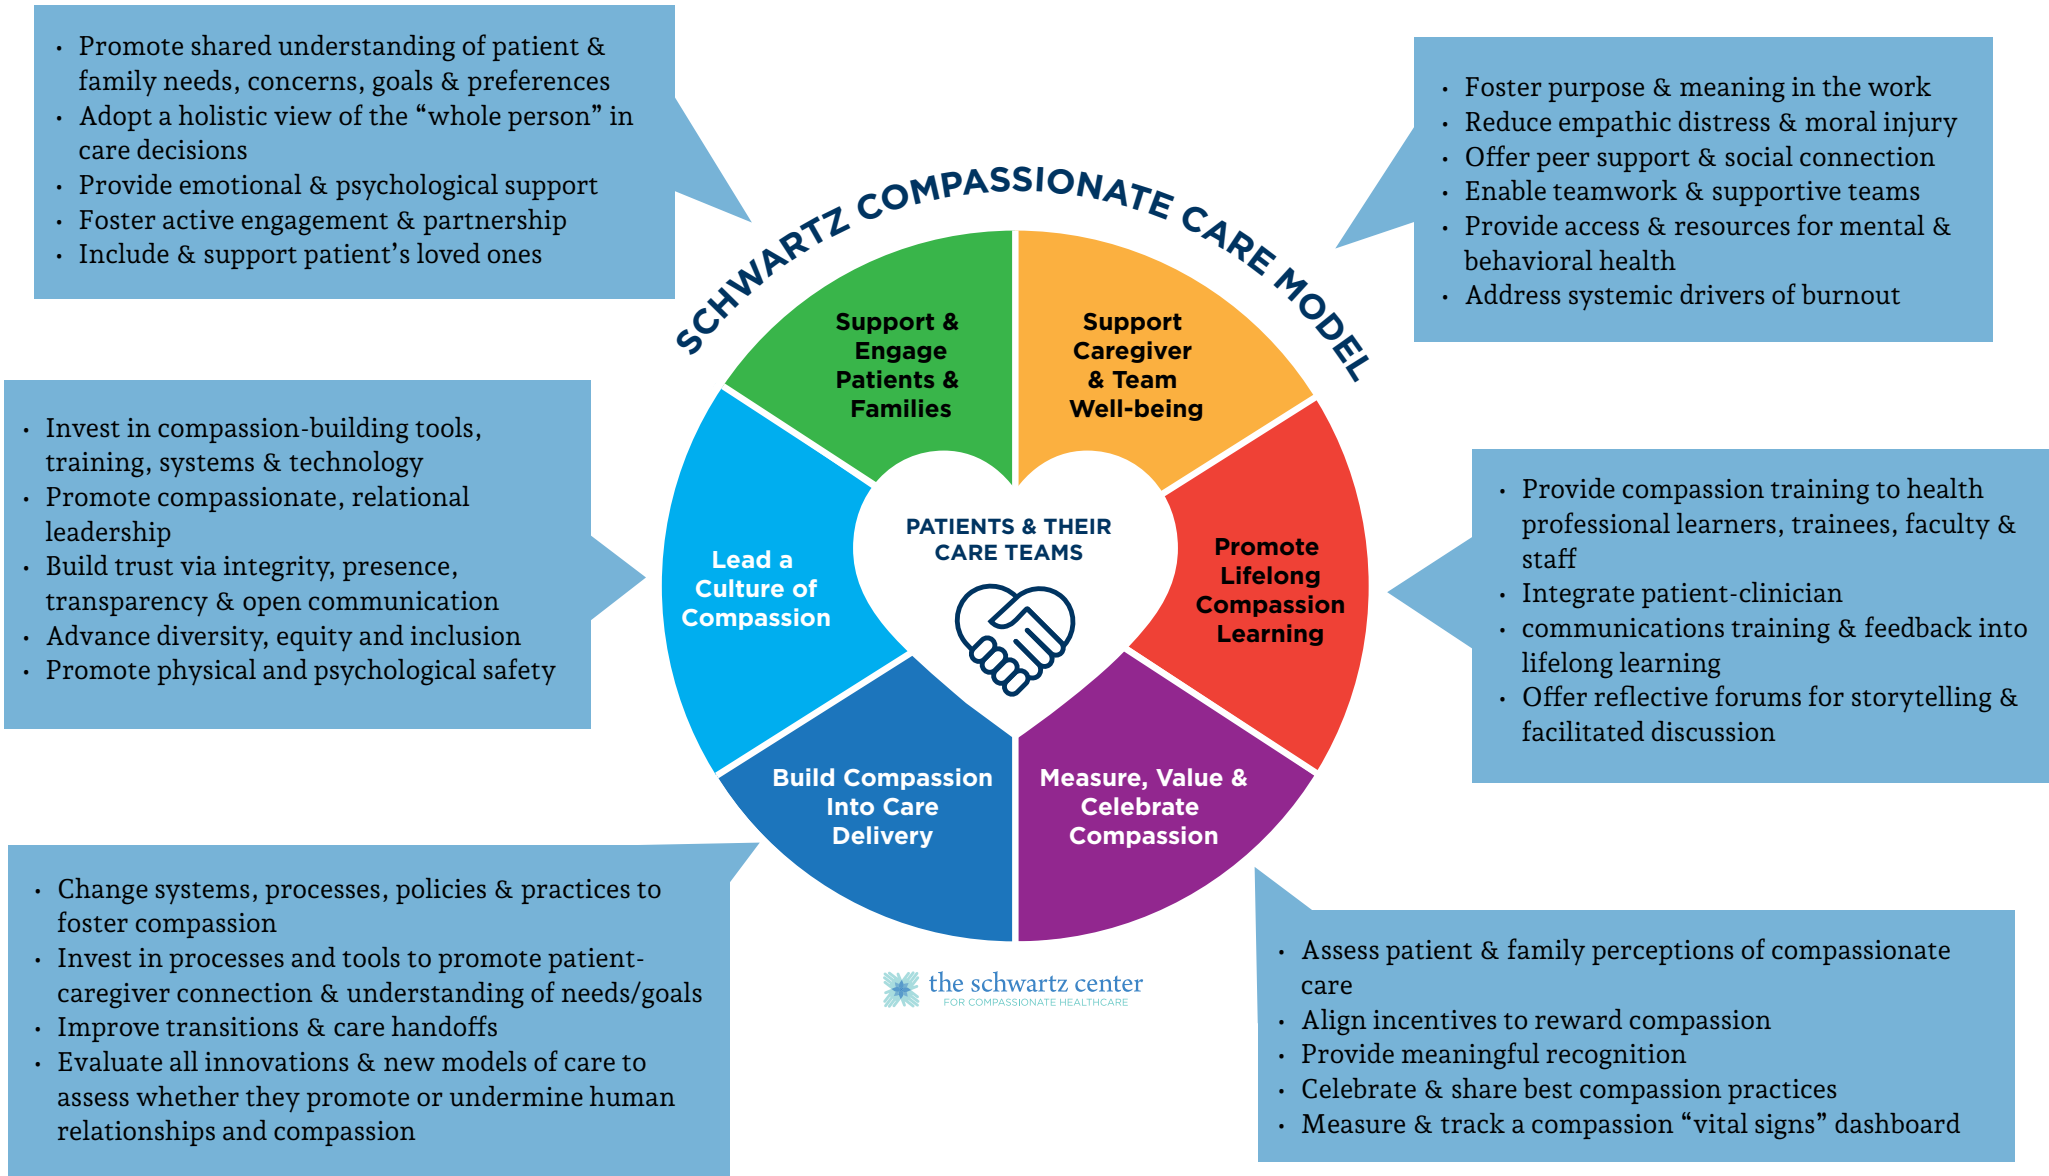 • Promote shared understanding of patient &
family needs, concerns, goals & preferences
• Adopt a holistic view of the “whole person” in
care decisions
• Provide emotional & psychological support
• Foster active engagement & partnership
• Include & support patient’s loved ones
• Foster purpose & meaning in the work
• Reduce empathic distress & moral injury
• Offer peer support & social connection
• Enable teamwork & supportive teams
• Provide access & resources for mental &
behavioral health
• Address systemic drivers of burnout
SCHWARTZ COMPASSIONATE CARE MODEL
Support &
Engage
Patients &
Families
Support
Caregiver
& Team
Well-being
• Invest in compassion-building tools,
training, systems & technology
• Promote compassionate, relational
leadership
• Build trust via integrity, presence,
transparency & open communication
• Advance diversity, equity and inclusion
• Promote physical and psychological safety
Lead a
Culture of
Compassion
PATIENTS & THEIR
CARE TEAMS
Promote
Lifelong
Compassion
Learning
• Provide compassion training to health
professional learners, trainees, faculty &
staff
• Integrate patient-clinician
• communications training & feedback into
lifelong learning
• Offer reflective forums for storytelling &
facilitated discussion
Build Compassion
Into Care
Delivery
Measure, Value &
Celebrate
Compassion
• Change systems, processes, policies & practices to
foster compassion
• Invest in processes and tools to promote patient-
caregiver connection & understanding of needs/goals
• Improve transitions & care handoffs
• Evaluate all innovations & new models of care to
assess whether they promote or undermine human
relationships and compassion
the schwartz center
FOR COMPASSIONATE HEALTHCARE
• Assess patient & family perceptions of compassionate
care
• Align incentives to reward compassion
• Provide meaningful recognition
• Celebrate & share best compassion practices
• Measure & track a compassion “vital signs” dashboard